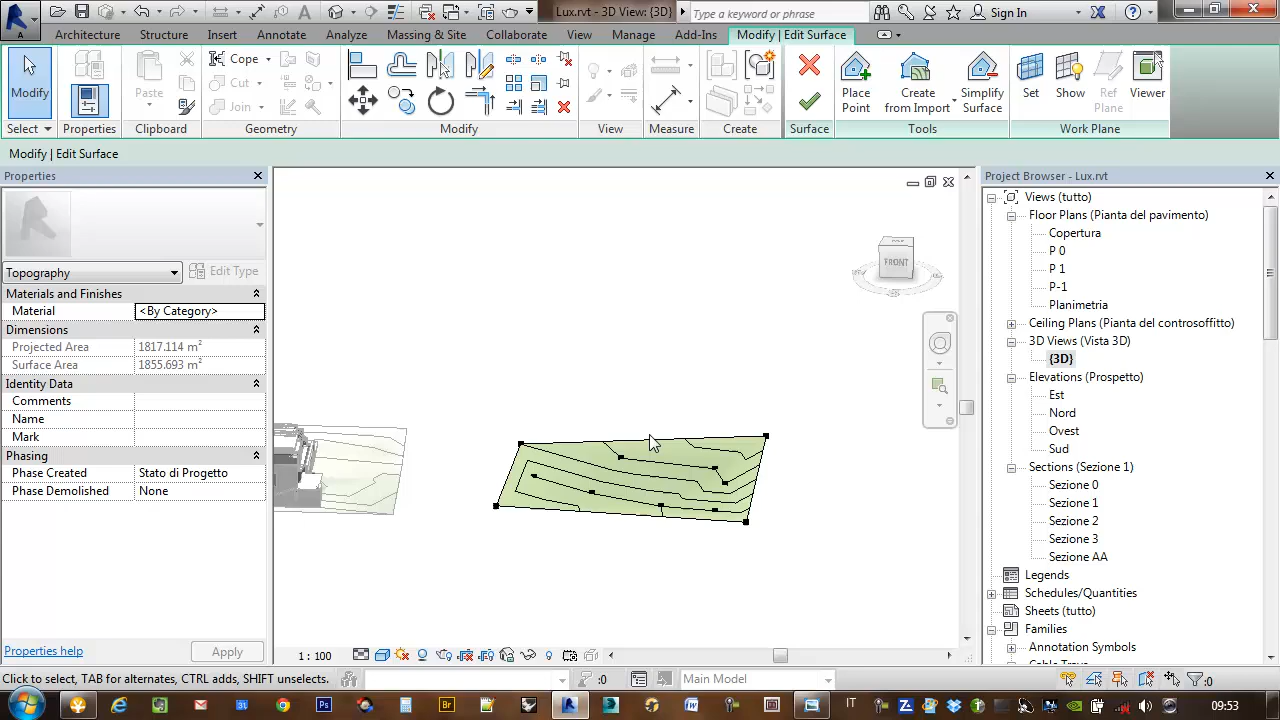 Lux.rvt - 3D View: {3D}
Type a keyword or phrase
Sign In
Architecture
Structure
Insert
Annotate
Analyze
Massing & Site
Collaborate
View
Manage
Add-Ins
Modify | Edit Surface
Modify
Paste
Cope
Cut
Join
Place
Point
Create
from Import
Simplify
Surface
Set
Show
Ref
Plane
Viewer
Select
Properties
Clipboard
Geometry
Modify
View
Measure
Create
Surface
Tools
Work Plane
Modify | Edit Surface
Properties
Topography
Edit Type
Materials and Finishes
Material
<By Category>
Dimensions
Projected Area
1817.114 m²
Surface Area
1855.693 m²
Identity Data
Comments
Name
Mark
Phasing
Phase Created
Stato di Progetto
Phase Demolished
None
Properties help
Apply
FRONT
1 : 100
Project Browser - Lux.rvt
Views (tutto)
Floor Plans (Pianta del pavimento)
Copertura
P 0
P 1
P-1
Planimetria
Ceiling Plans (Pianta del controsoffitto)
3D Views (Vista 3D)
{3D}
Elevations (Prospetto)
Est
Nord
Ovest
Sud
Sections (Sezione 1)
Sezione 0
Sezione 1
Sezione 2
Sezione 3
Sezione AA
Legends
Schedules/Quantities
Sheets (tutto)
Families
Annotation Symbols
Cable Trays
Click to select, TAB for alternates, CTRL adds, SHIFT unselects.
:0
Main Model
:0
Ps
Br
IT
09:53